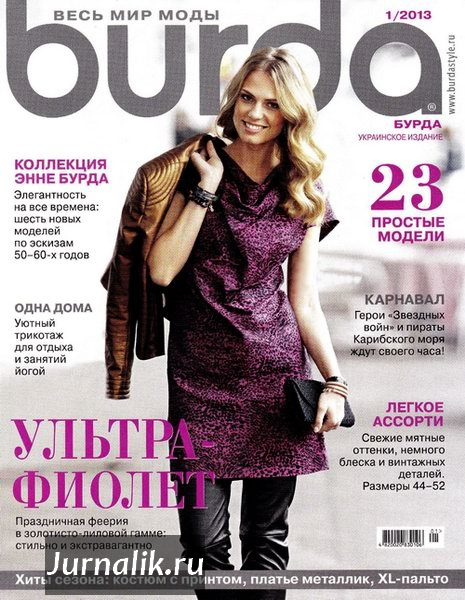 ВЕСЬ МИР МОДЫ
1/2013
burda
®
www.burdastyle.ru
БУРДА
УКРАИНСКОЕ ИЗДАНИЕ
КОЛЛЕКЦИЯ
ЭННЕ БУРДА
Элегантность
на все времена:
шесть новых
моделей
по эскизам
50–60-х годов
23
ПРОСТЫЕ
МОДЕЛИ
ОДНА ДОМА
Уютный
трикотаж
для отдыха
и занятий
йогой
КАРНАВАЛ
Герои «Звездных
войн» и пираты
Карибского моря
ждут своего часа!
ЛЕГКОЕ
АССОРТИ
Свежие мятные
оттенки, немного
блеска и винтажных
деталей.
Размеры 44–52
УЛЬТРА-
ФИОЛЕТ
Праздничная феерия
в золотисто-лиловой гамме:
стильно и экстравагантно
01>
4820020830106
01
Jurnalik.ru
Хиты сезона: костюм с принтом, платье металлик, XL-пальто